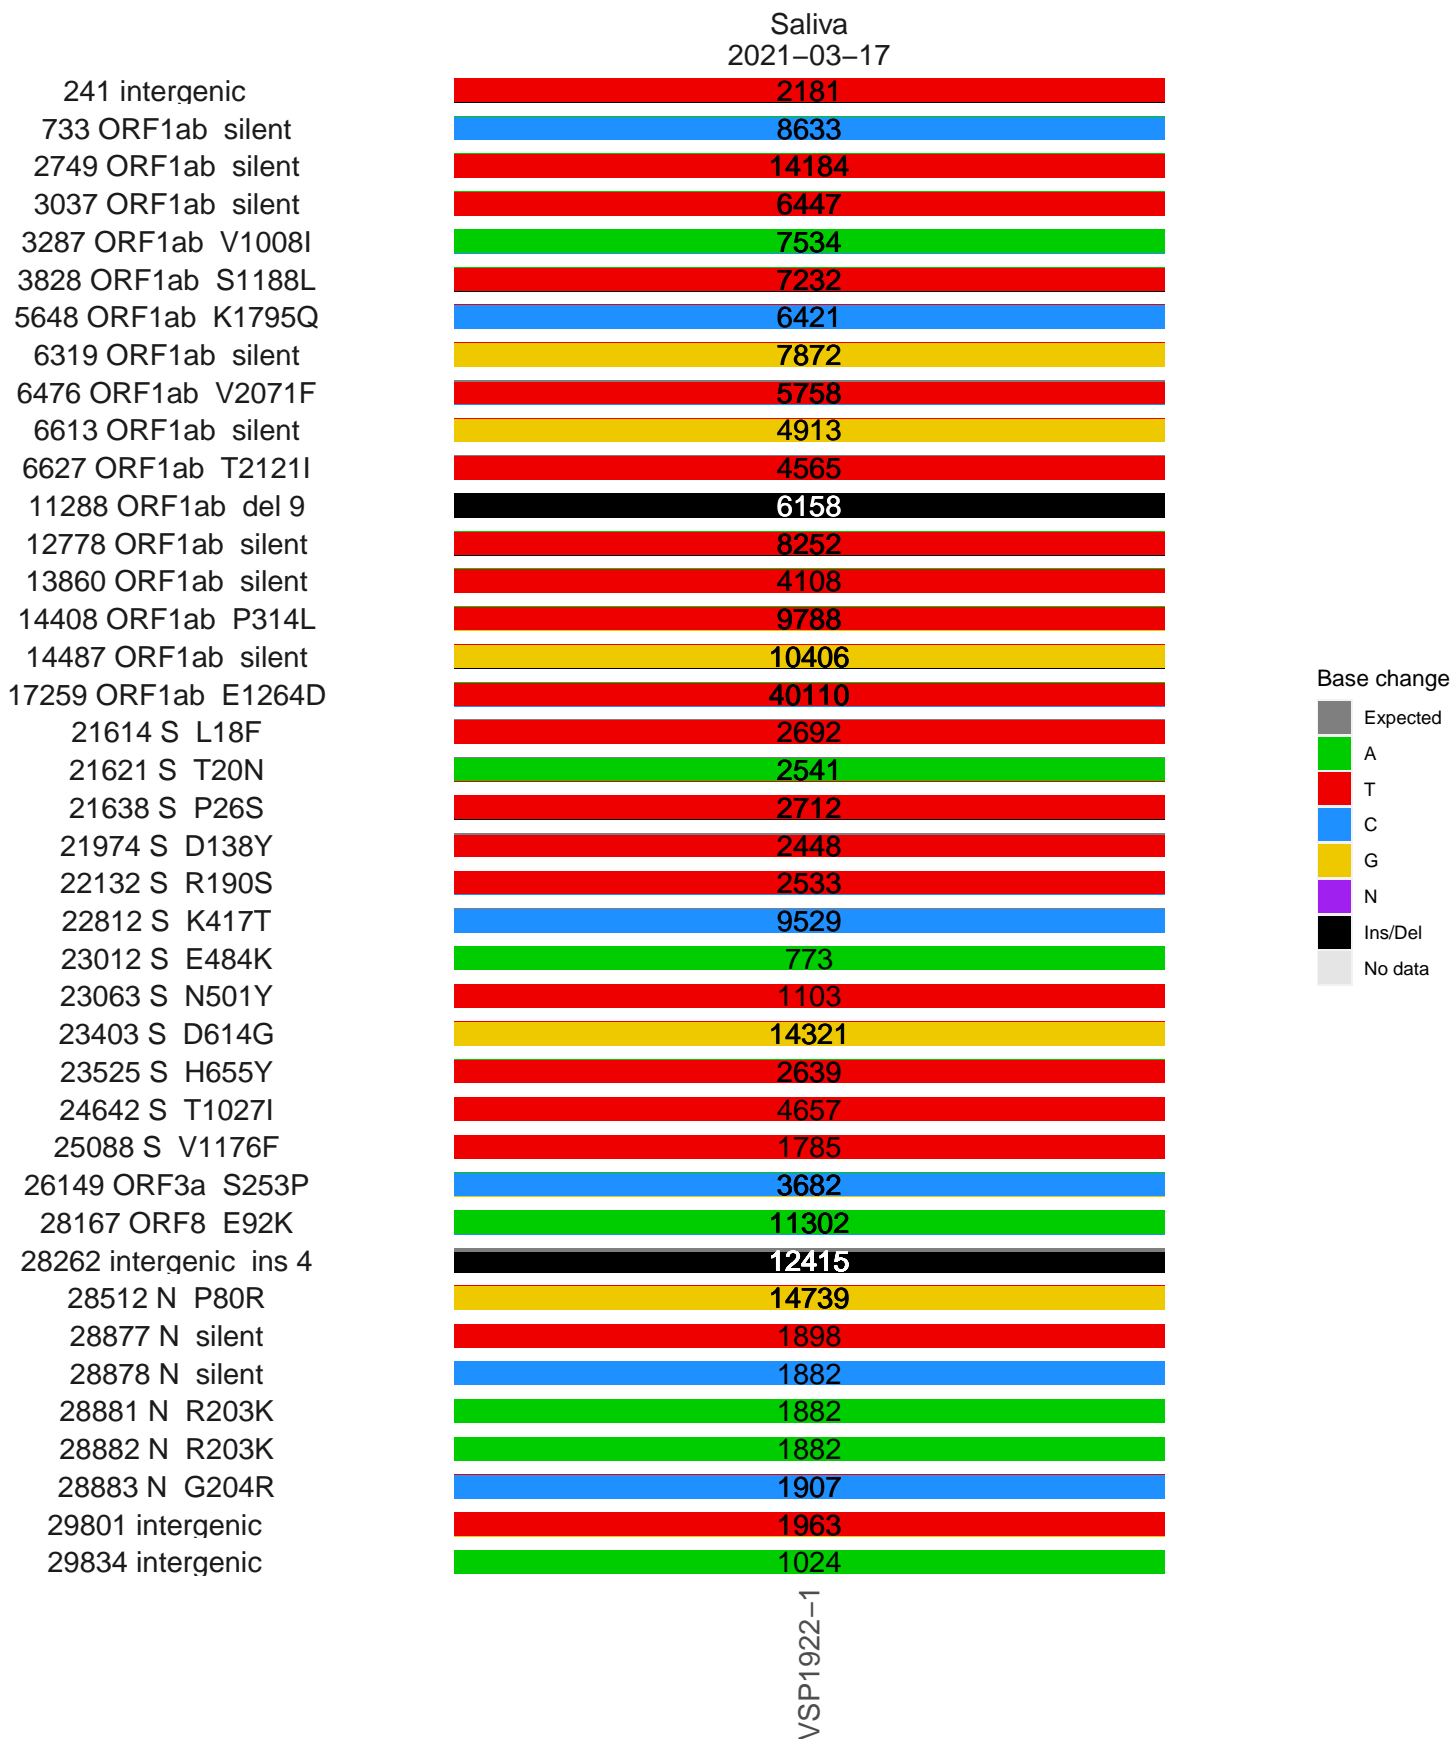 Saliva
2021−03−17
241 intergenic 2181
733 ORF1ab silent 8633
2749 ORF1ab silent 14184
3037 ORF1ab silent 6447
3287 ORF1ab V1008I 7534
3828 ORF1ab S1188L 7232
5648 ORF1ab K1795Q 6421
6319 ORF1ab silent 7872
6476 ORF1ab V2071F 5758
6613 ORF1ab silent 4913
6627 ORF1ab T2121I 4565
11288 ORF1ab del 9 6158
12778 ORF1ab silent 8252
13860 ORF1ab silent 4108
14408 ORF1ab P314L 9788
14487 ORF1ab silent 10406
17259 ORF1ab E1264D 40110
21614 S L18F 2692
21621 S T20N 2541
21638 S P26S 2712
21974 S D138Y 2448
22132 S R190S 2533
22812 S K417T 9529
23012 S E484K 773
23063 S N501Y 1103
23403 S D614G 14321
23525 S H655Y 2639
24642 S T1027I 4657
25088 S V1176F 1785
26149 ORF3a S253P 3682
28167 ORF8 E92K 11302
28262 intergenic ins 4 12415
28512 N P80R 14739
28877 N silent 1898
28878 N silent 1882
28881 N R203K 1882
28882 N R203K 1882
28883 N G204R 1907
29801 intergenic 1963
29834 intergenic 1024
VSP1922−1
Base change
Expected
A
T
C
G
N
Ins/Del
No data